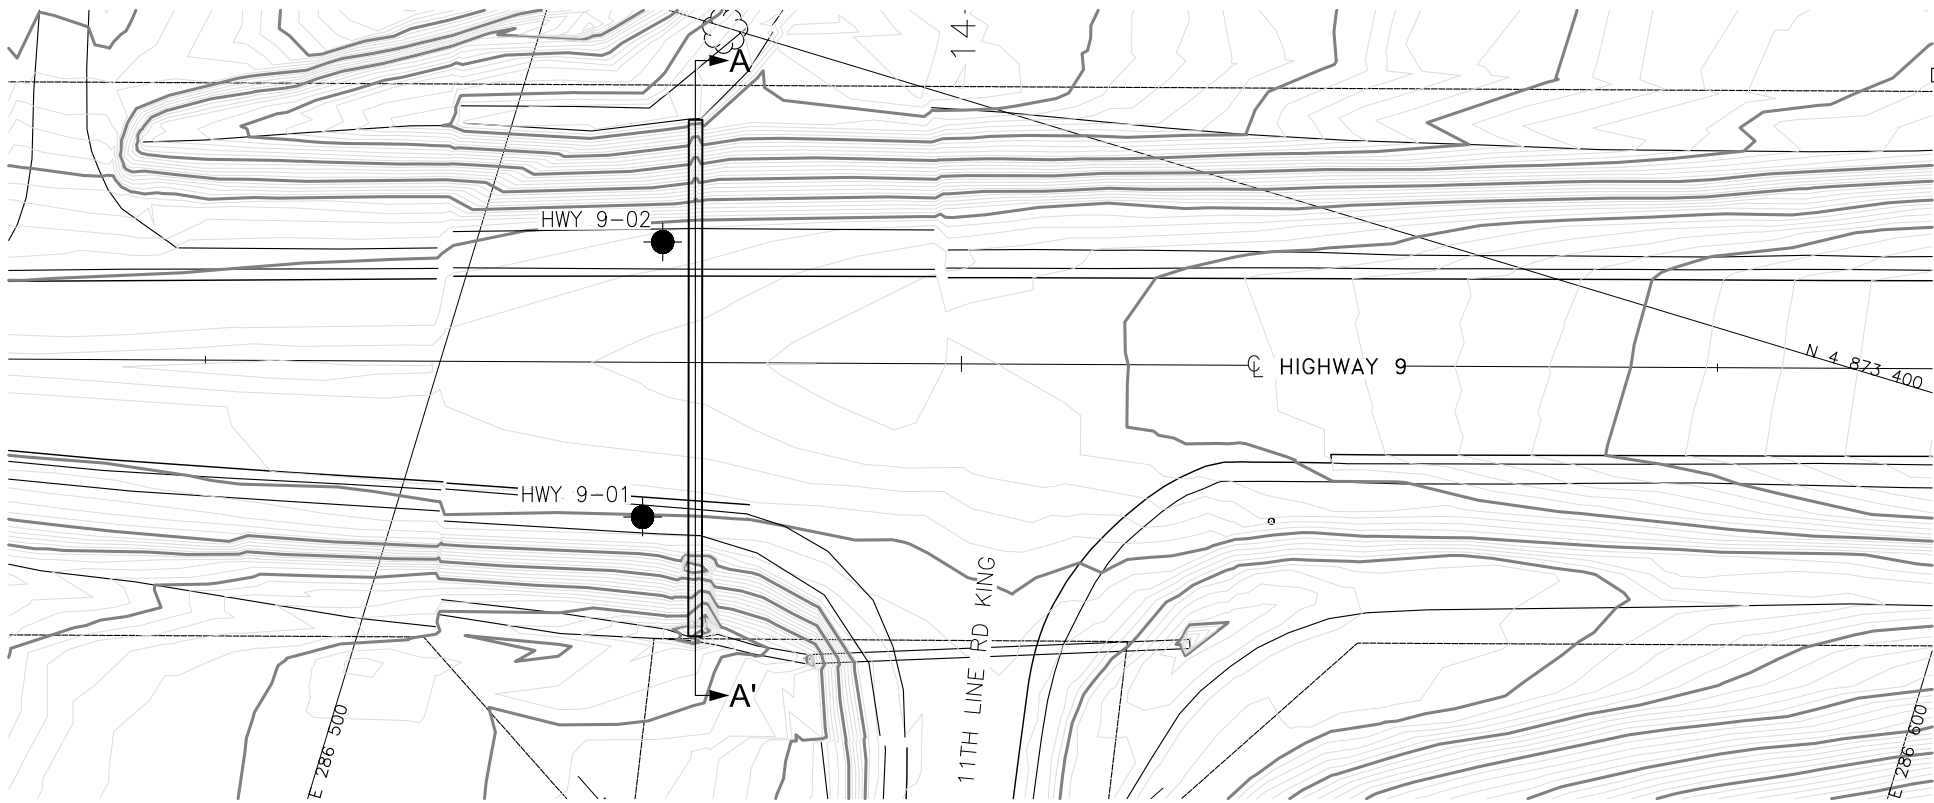 14
A
HWY 9-02
℄ HIGHWAY 9
N 4 873 400
HWY 9-01
11TH LINE RD KING
A'
E 286 500
E 286 600